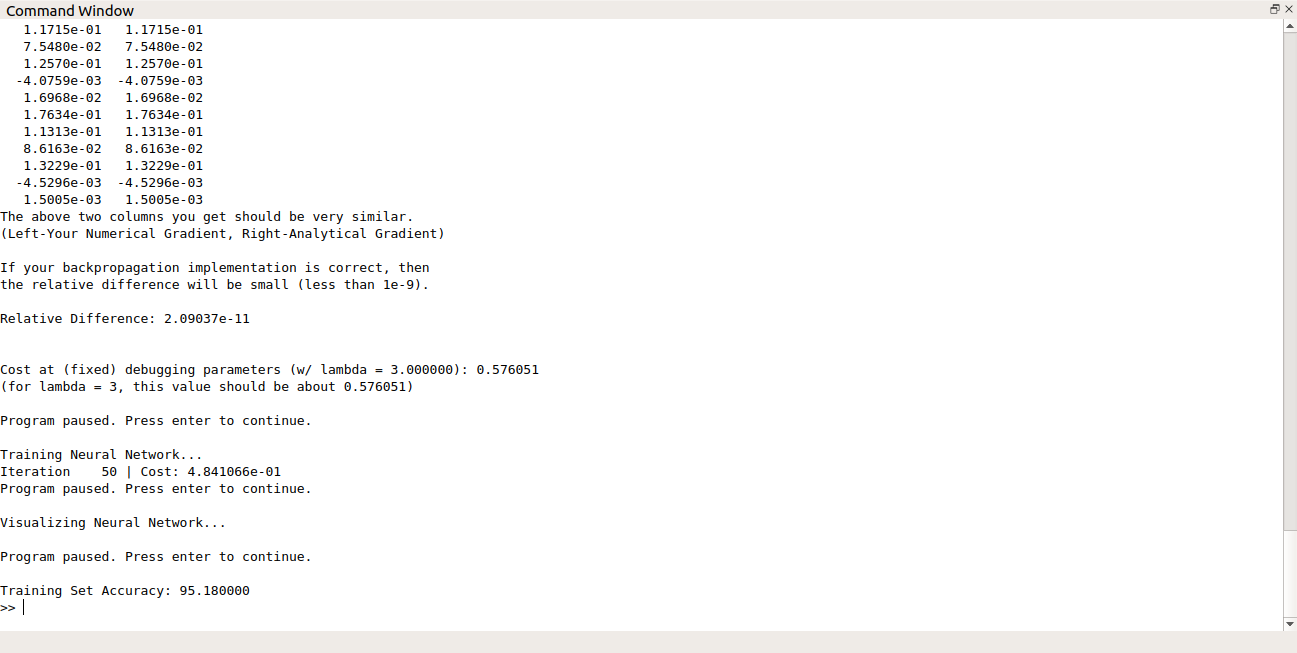 Command Window
1.1715e-01   1.1715e-01
7.5480e-02   7.5480e-02
1.2570e-01   1.2570e-01
-4.0759e-03  -4.0759e-03
1.6968e-02   1.6968e-02
1.7634e-01   1.7634e-01
1.1313e-01   1.1313e-01
8.6163e-02   8.6163e-02
1.3229e-01   1.3229e-01
-4.5296e-03  -4.5296e-03
1.5005e-03   1.5005e-03
The above two columns you get should be very similar.
(Left-Your Numerical Gradient, Right-Analytical Gradient)
If your backpropagation implementation is correct, then
the relative difference will be small (less than 1e-9).
Relative Difference: 2.09037e-11
Cost at (fixed) debugging parameters (w/ lambda = 3.000000): 0.576051
(for lambda = 3, this value should be about 0.576051)
Program paused. Press enter to continue.
Training Neural Network...
Iteration    50 | Cost: 4.841066e-01
Program paused. Press enter to continue.
Visualizing Neural Network...
Program paused. Press enter to continue.
Training Set Accuracy: 95.180000
>>